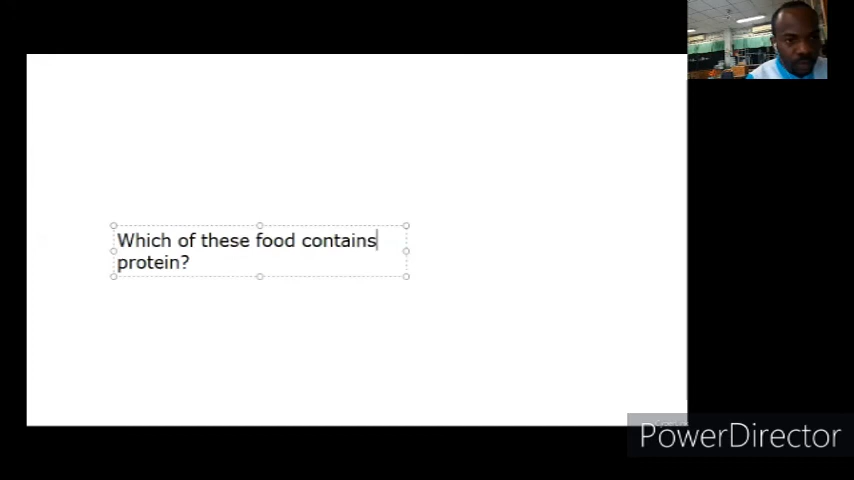 Which of these food contains
protein?
PowerDirector